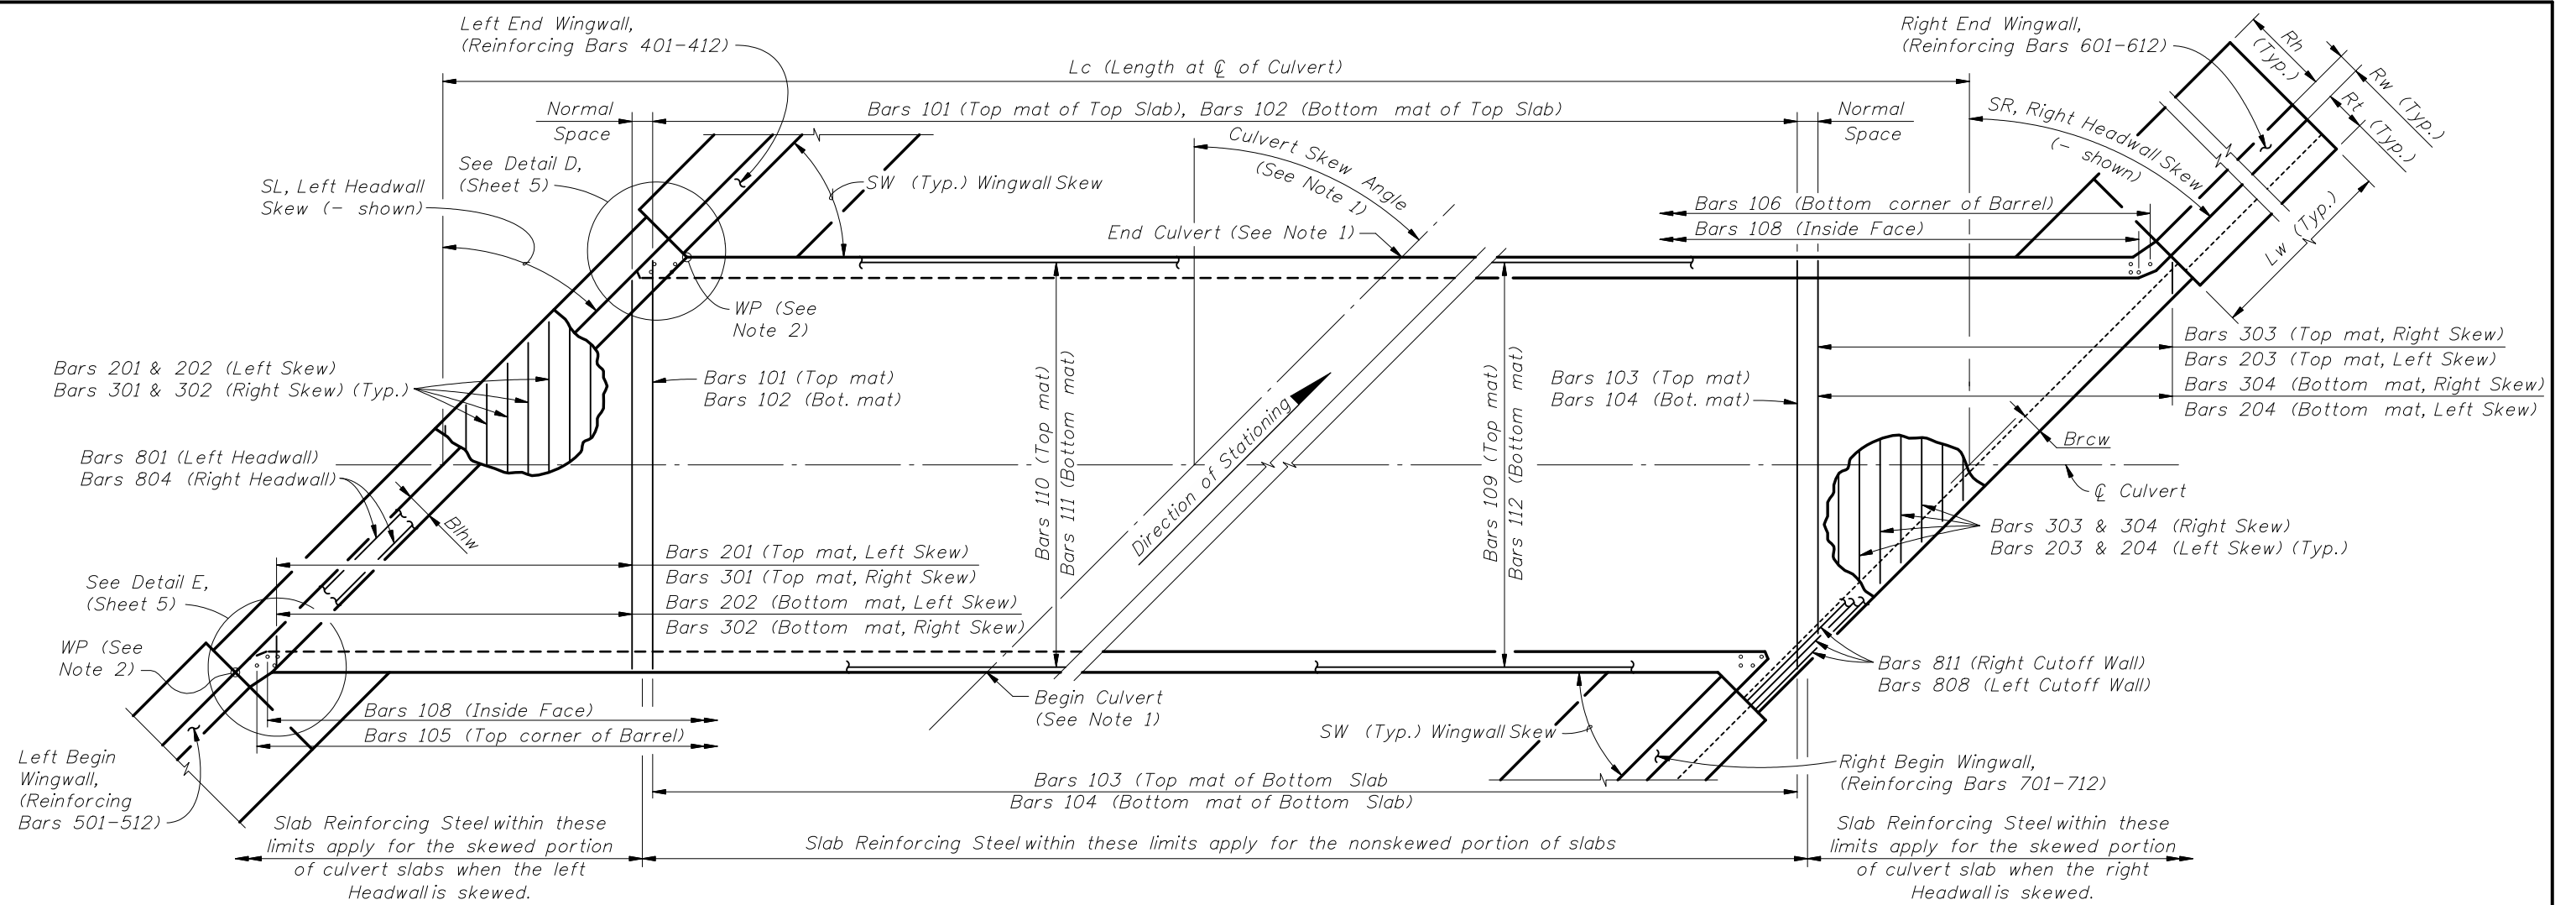 Left End Wingwall,
(Reinforcing Bars 401-412)
Right End Wingwall,
(Reinforcing Bars 601-612)
Rh
(Typ.)
Rw (Typ.)
Rt
(Typ.)
Lc (Length at ℄ of Culvert)
Normal
Space
Bars 101 (Top mat of Top Slab), Bars 102 (Bottom mat of Top Slab)
Normal
Space
SR, Right Headwall Skew
(- shown)
Culvert Skew Angle
(See Note 1)
See Detail D,
(Sheet 5)
SL, Left Headwall
Skew (- shown)
SW (Typ.) Wingwall Skew
Bars 106 (Bottom corner of Barrel)
Bars 108 (Inside Face)
Lw (Typ.)
End Culvert (See Note 1)
WP (See
Note 2)
Bars 201 & 202 (Left Skew)
Bars 301 & 302 (Right Skew) (Typ.)
Bars 101 (Top mat)
Bars 102 (Bot. mat)
Bars 110 (Top mat)
Bars 111 (Bottom mat)
Direction of Stationing
Bars 109 (Top mat)
Bars 112 (Bottom mat)
Bars 103 (Top mat)
Bars 104 (Bot. mat)
Bars 303 (Top mat, Right Skew)
Bars 203 (Top mat, Left Skew)
Bars 304 (Bottom mat, Right Skew)
Bars 204 (Bottom mat, Left Skew)
Brcw
℄ Culvert
Bars 801 (Left Headwall)
Bars 804 (Right Headwall)
Blhw
Bars 303 & 304 (Right Skew)
Bars 203 & 204 (Left Skew) (Typ.)
Bars 201 (Top mat, Left Skew)
Bars 301 (Top mat, Right Skew)
Bars 202 (Bottom mat, Left Skew)
Bars 302 (Bottom mat, Right Skew)
See Detail E,
(Sheet 5)
WP (See
Note 2)
Bars 811 (Right Cutoff Wall)
Bars 808 (Left Cutoff Wall)
Begin Culvert
(See Note 1)
Bars 108 (Inside Face)
Bars 105 (Top corner of Barrel)
SW (Typ.) Wingwall Skew
Left Begin
Wingwall,
(Reinforcing
Bars 501-512)
Right Begin Wingwall,
(Reinforcing Bars 701-712)
Bars 103 (Top mat of Bottom Slab
Bars 104 (Bottom mat of Bottom Slab)
Slab Reinforcing Steel within these
limits apply for the skewed portion
of culvert slabs when the left
Headwall is skewed.
Slab Reinforcing Steel within these limits apply for the nonskewed portion of slabs
Slab Reinforcing Steel within these
limits apply for the skewed portion
of culvert slab when the right
Headwall is skewed.